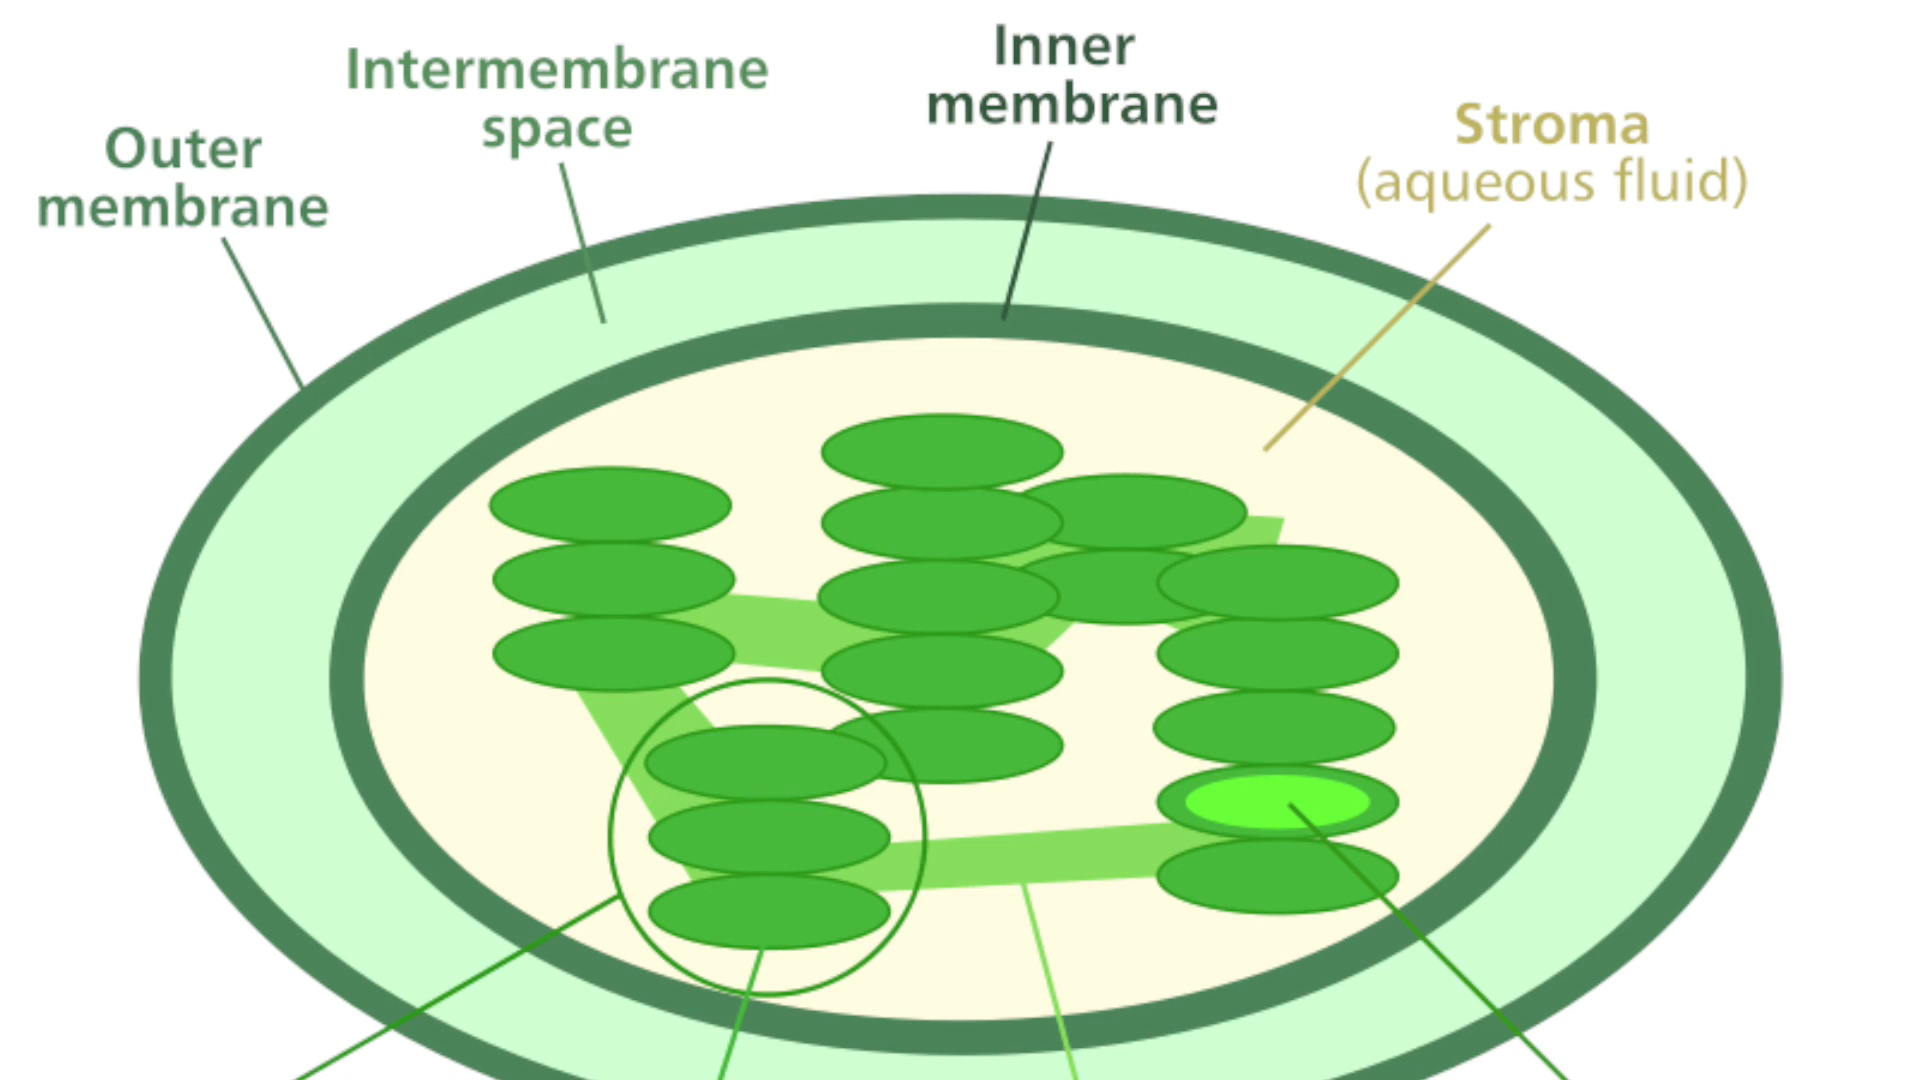 Outer
membrane
Intermembrane
space
Inner
membrane
Stroma
(aqueous fluid)